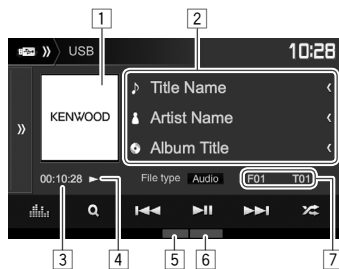 1 2
USB 10:28
KENWOOD
Title Name
Artist Name
Album Title
00:10:28 File type Audio F01 T01
3 4 5 6 7